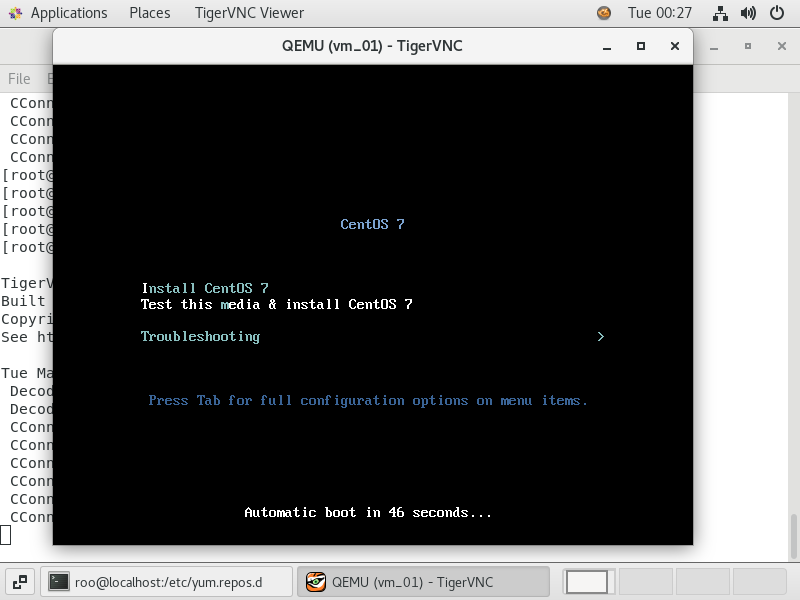 Applications Places TigerVNC Viewer Tue 00:27
QEMU (vm_01) - TigerVNC
File
CConn
CConn
CConn
CConn
[root@
[root@
[root@
[root@
[root@
TigerV
Built
Copyri
See ht
Tue Ma
Decod
Decod
CConn
CConn
CConn
CConn
CConn
CConn
CentOS 7
Install CentOS 7
Test this media & install CentOS 7
Troubleshooting >
Press Tab for full configuration options on menu items.
Automatic boot in 46 seconds...
roo@localhost:/etc/yum.repos.d QEMU (vm_01) - TigerVNC